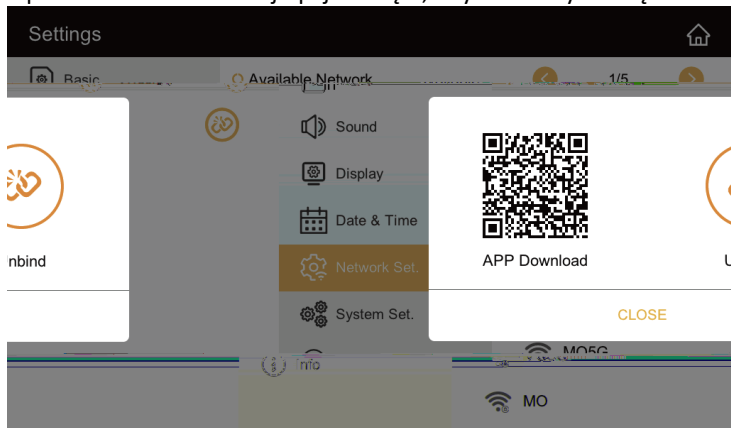 Settings
Basic
Available Network
1/5
Sound
Display
Date & Time
Network Set.
System Set.
Info
nbind
APP Download
U
CLOSE
MO5G
MO